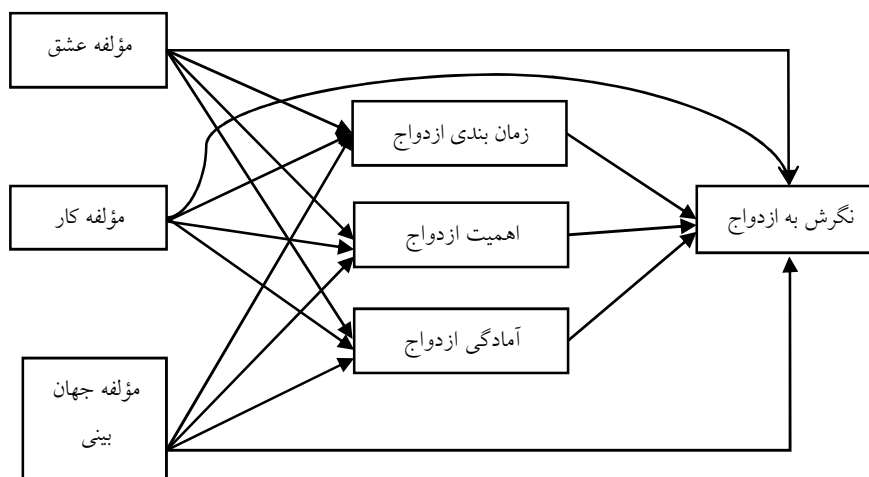 مؤلفه عشق
زمان بندی ازدواج
مؤلفه کار
اهمیت ازدواج
نگرش به ازدواج
آمادگی ازدواج
مؤلفه جهان
بینی